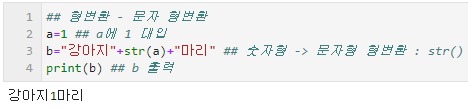 1 ## 형변환 - 문자 형변환
2 a=1 ## a에 1 대입
3 b="강아지"+str(a)+"마리" ## 숫자형 -> 문자형 형변환 : str()
4 print(b) ## b 출력
강아지1마리